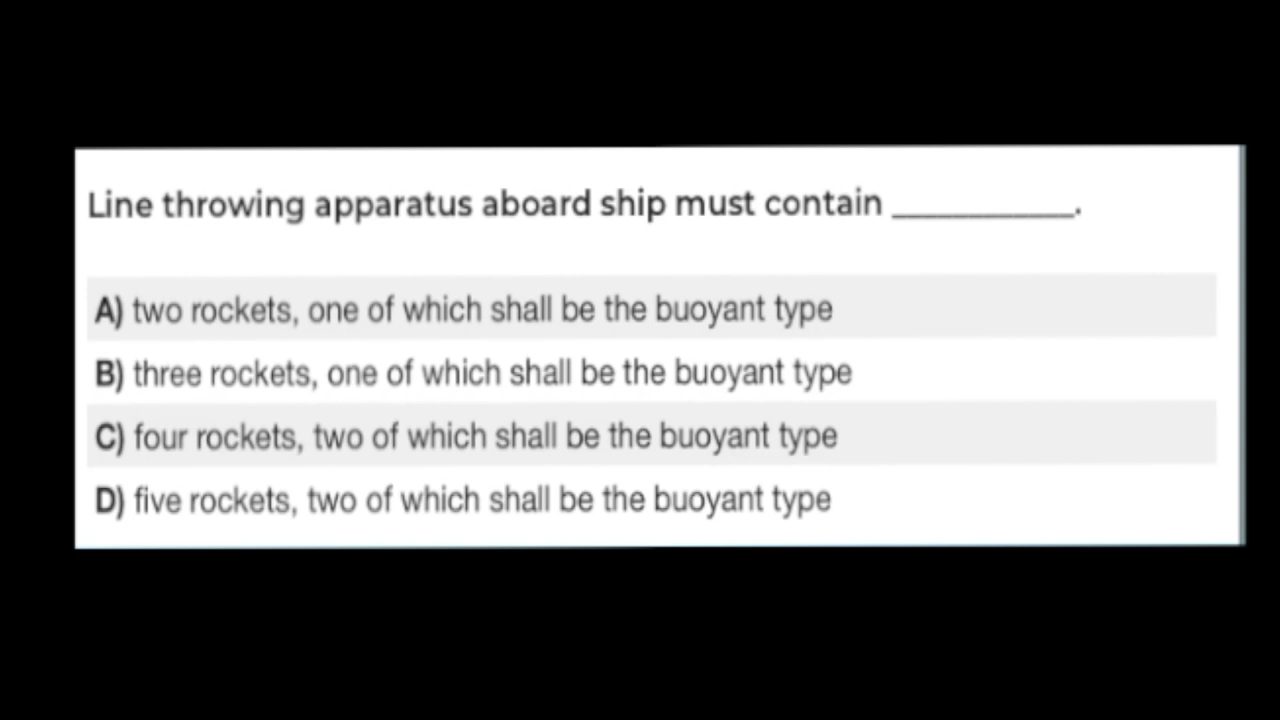 Line throwing apparatus aboard ship must contain __________.
A) two rockets, one of which shall be the buoyant type
B) three rockets, one of which shall be the buoyant type
C) four rockets, two of which shall be the buoyant type
D) five rockets, two of which shall be the buoyant type